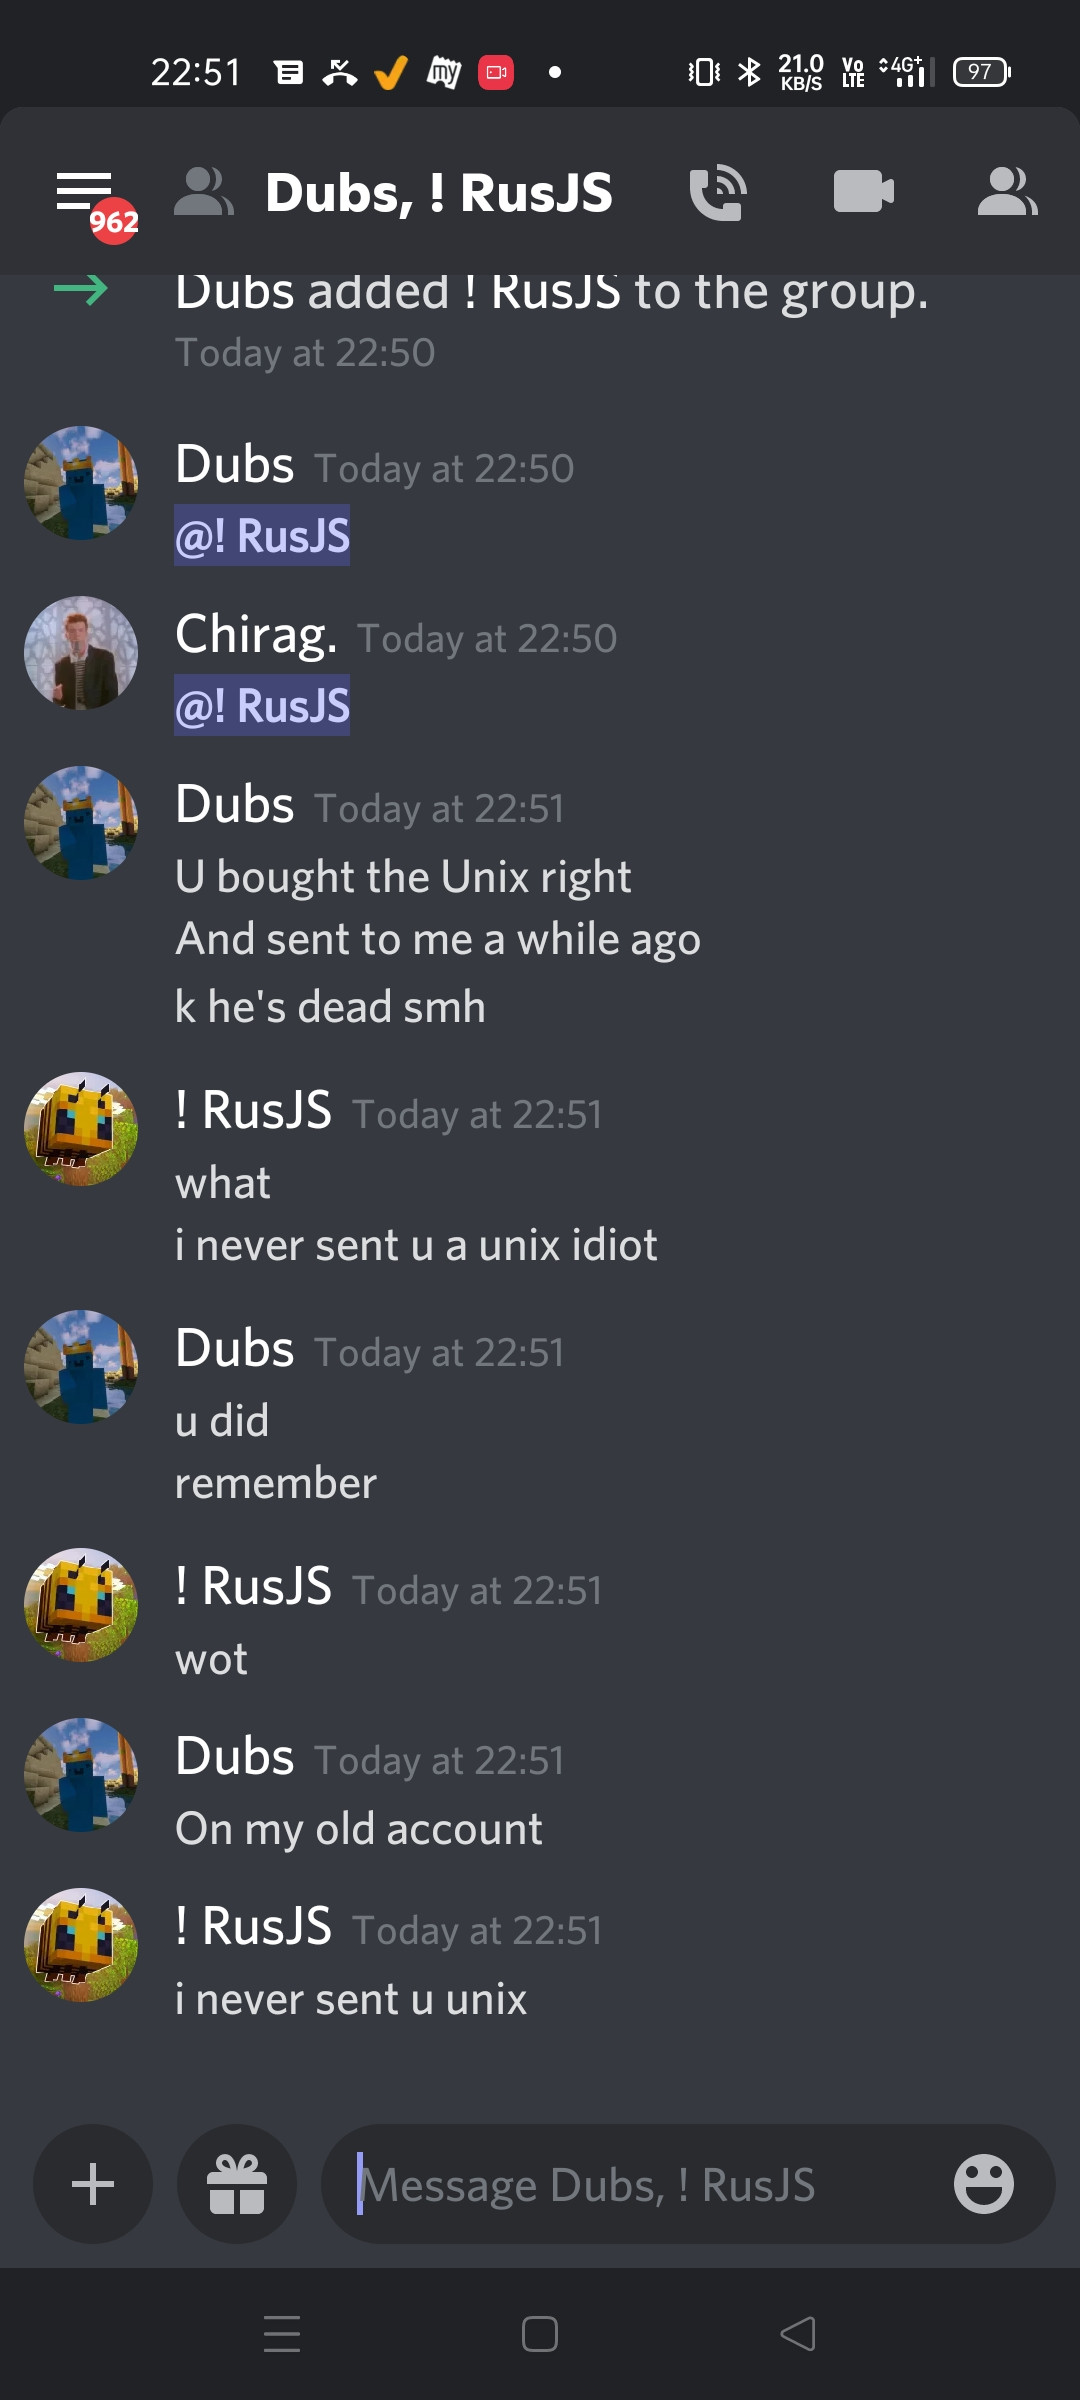 22:51
my
21.0
KB/S
Vo
LTE
4G+
97
962
Dubs, ! RusJS
Dubs added ! RusJS to the group.
Today at 22:50
Dubs Today at 22:50
@! RusJS
Chirag. Today at 22:50
@! RusJS
Dubs Today at 22:51
U bought the Unix right
And sent to me a while ago
k he's dead smh
! RusJS Today at 22:51
what
i never sent u a unix idiot
Dubs Today at 22:51
u did
remember
! RusJS Today at 22:51
wot
Dubs Today at 22:51
On my old account
! RusJS Today at 22:51
i never sent u unix
Message Dubs, ! RusJS